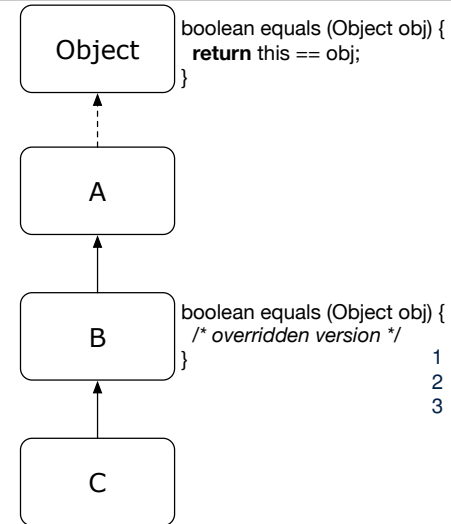 Object
boolean equals (Object obj) {
return this == obj;
}
A
B
boolean equals (Object obj) {
/* overridden version */
}
1
2
3
C